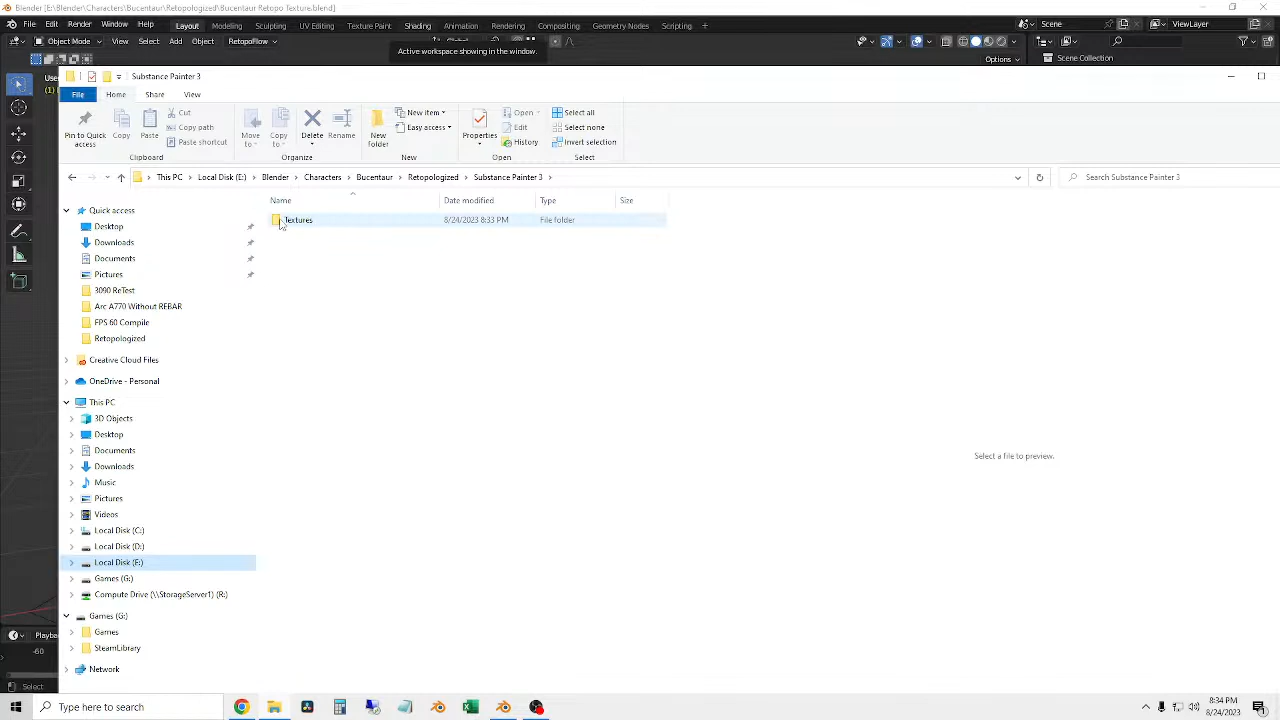 Blender [E:\Blender\Characters\Bucentaur\Retopologized\Bucentaur Retopo Texture.blend]
File Edit Render Window Help Layout Modeling Sculpting UV Editing Texture Paint Shading Animation Rendering Compositing Geometry Nodes Scripting + Scene ViewLayer
Object Mode View Select Add Object RetopoFlow
Active workspace showing in the window.
Options Scene Collection
Substance Painter 3
File Home Share View
Pin to Quick access
Copy
Paste
Cut
Copy path
Paste shortcut
Clipboard
Move to
Copy to
Delete
Rename
Organize
New folder
New item
Easy access
New
Properties
Open
Edit
History
Open
Select all
Select none
Invert selection
Select
This PC Local Disk (E:) Blender Characters Bucentaur Retopologized Substance Painter 3
Search Substance Painter 3
Name Date modified Type Size
Textures 8/24/2023 8:33 PM File folder
Quick access
Desktop
Downloads
Documents
Pictures
3090 ReTest
Arc A770 Without REBAR
FPS 60 Compile
Retopologized
Creative Cloud Files
OneDrive - Personal
This PC
3D Objects
Desktop
Documents
Downloads
Music
Pictures
Videos
Local Disk (C:)
Local Disk (D:)
Local Disk (E:)
Games (G:)
Compute Drive (\\StorageServer1) (R:)
Games (G:)
Games
SteamLibrary
Network
Select a file to preview.
-60
Select
Type here to search
8:34 PM
8/24/2023